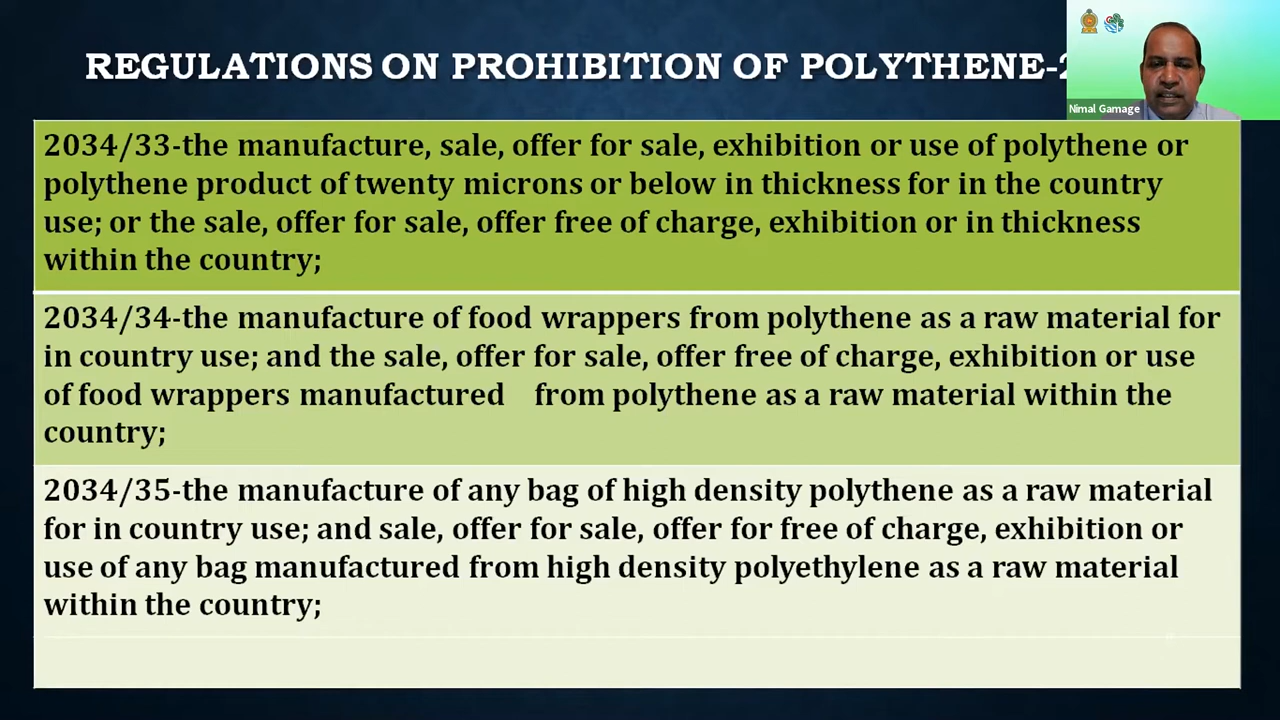 REGULATIONS ON PROHIBITION OF POLYTHENE-2
Nimal Gamage
2034/33-the manufacture, sale, offer for sale, exhibition or use of polythene or
polythene product of twenty microns or below in thickness for in the country
use; or the sale, offer for sale, offer free of charge, exhibition or in thickness
within the country;
2034/34-the manufacture of food wrappers from polythene as a raw material for
in country use; and the sale, offer for sale, offer free of charge, exhibition or use
of food wrappers manufactured from polythene as a raw material within the
country;
2034/35-the manufacture of any bag of high density polythene as a raw material
for in country use; and sale, offer for sale, offer for free of charge, exhibition or
use of any bag manufactured from high density polyethylene as a raw material
within the country;